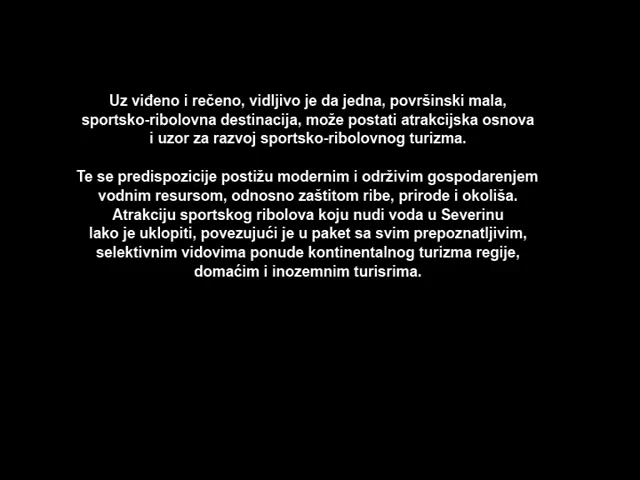 Uz viđeno i rečeno, vidljivo je da jedna, površinski mala,
sportsko-ribolovna destinacija, može postati atrakcijska osnova
i uzor za razvoj sportsko-ribolovnog turizma.
Te se predispozicije postižu modernim i održivim gospodarenjem
vodnim resursom, odnosno zaštitom ribe, prirode i okoliša.
Atrakciju sportskog ribolova koju nudi voda u Severinu
lako je uklopiti, povezujući je u paket sa svim prepoznatljivim,
selektivnim vidovima ponude kontinentalnog turizma regije,
domaćim i inozemnim turisrima.